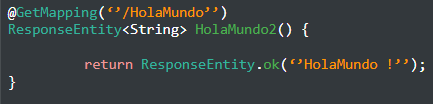 @GetMapping(‘’/HolaMundo’’)
ResponseEntity<String> HolaMundo2() {
return ResponseEntity.ok(‘’HolaMundo !’’);
}